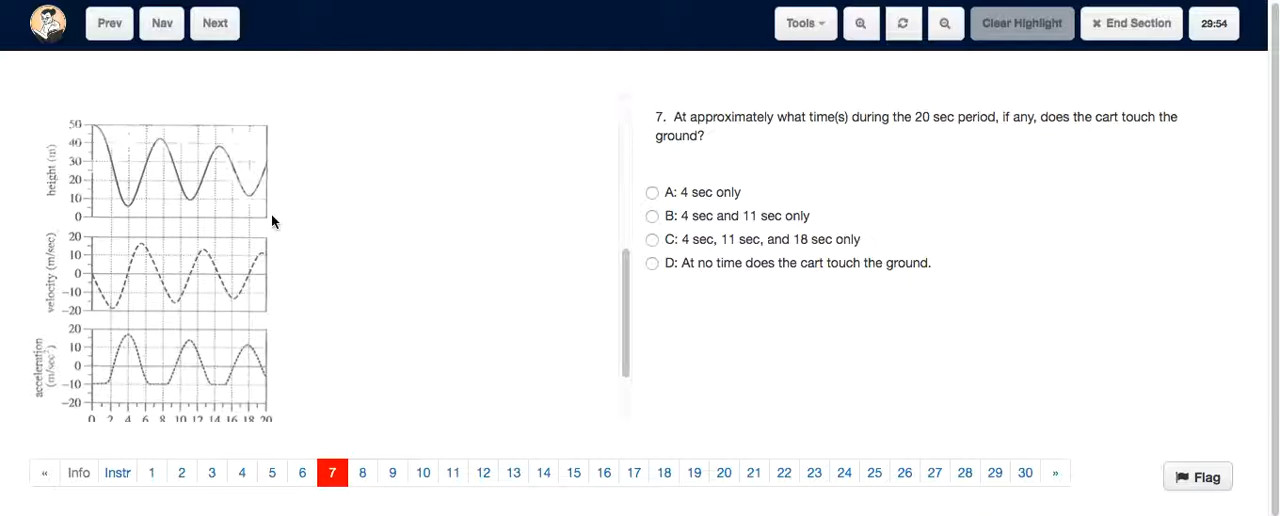 Prev Nav Next Tools Clear Highlight × End Section 29:54
7. At approximately what time(s) during the 20 sec period, if any, does the cart touch the
ground?
A: 4 sec only
B: 4 sec and 11 sec only
C: 4 sec, 11 sec, and 18 sec only
D: At no time does the cart touch the ground.
height (m)
50
40
30
20
10
0
velocity (m/sec)
20
10
0
-10
-20
acceleration
(m/sec²)
20
10
0
-10
-20
0 2 4 6 8 10 12 14 16 18 20
« Info Instr 1 2 3 4 5 6 7 8 9 10 11 12 13 14 15 16 17 18 19 20 21 22 23 24 25 26 27 28 29 30 »
Flag